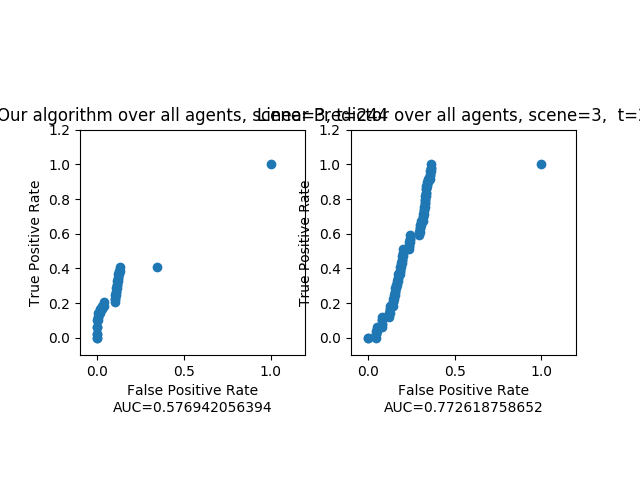 Our algorithm over all agents, scene=3, t=244
Linear Predictor over all agents, scene=3, t=
True Positive Rate
1.2
1.0
0.8
0.6
0.4
0.2
0.0
0.0 0.5 1.0
False Positive Rate
AUC=0.576942056394
True Positive Rate
1.2
1.0
0.8
0.6
0.4
0.2
0.0
0.0 0.5 1.0
False Positive Rate
AUC=0.772618758652